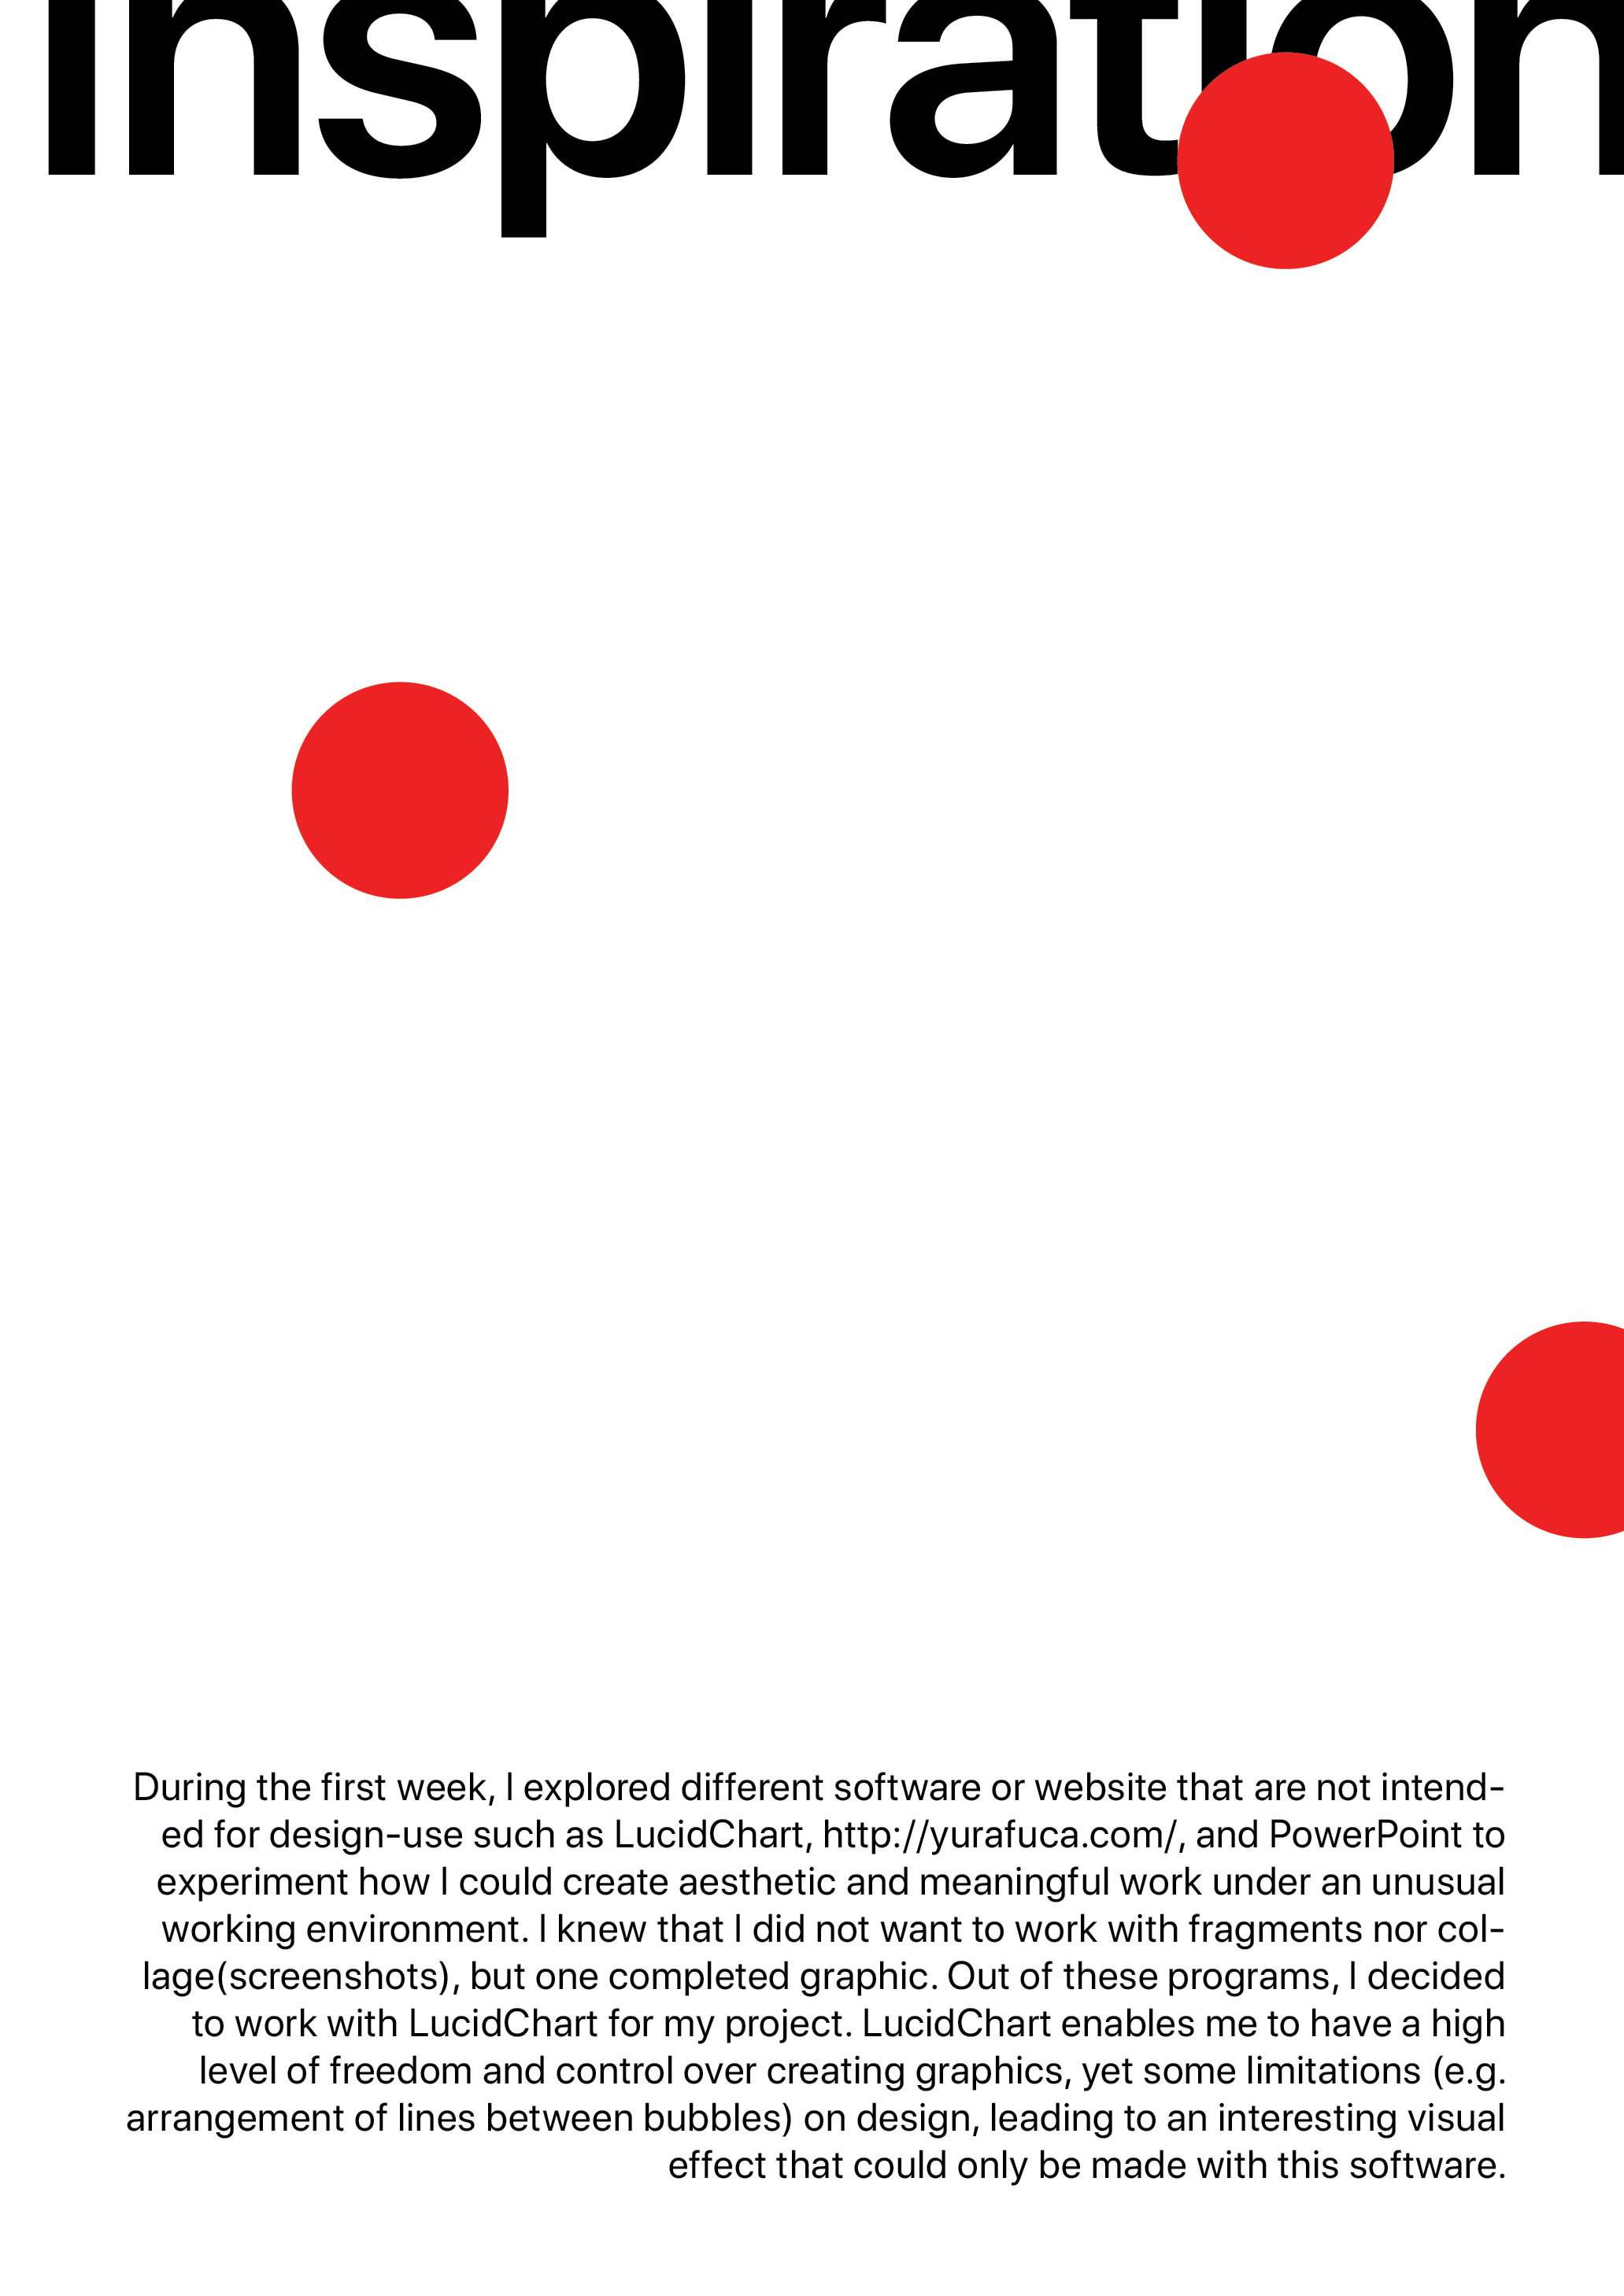 inspiration
During the first week, I explored different software or website that are not intend-
ed for design-use such as LucidChart, http://yurafuca.com/, and PowerPoint to
experiment how I could create aesthetic and meaningful work under an unusual
working environment. I knew that I did not want to work with fragments nor col-
lage(screenshots), but one completed graphic. Out of these programs, I decided
to work with LucidChart for my project. LucidChart enables me to have a high
level of freedom and control over creating graphics, yet some limitations (e.g.
arrangement of lines between bubbles) on design, leading to an interesting visual
effect that could only be made with this software.